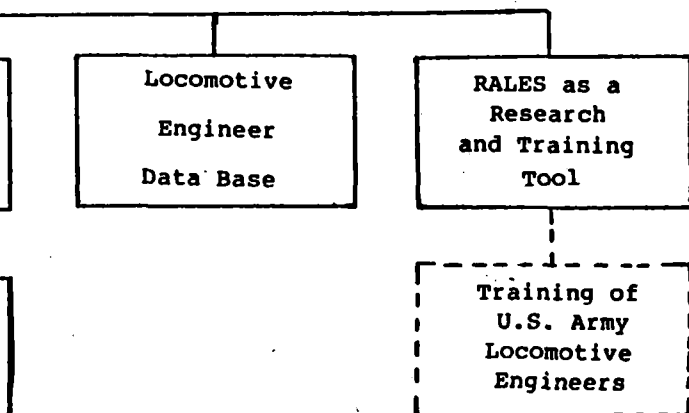 Locomotive
Engineer
Data Base
RALES as a
Research
and Training
Tool
Training of
U.S. Army
Locomotive
Engineers